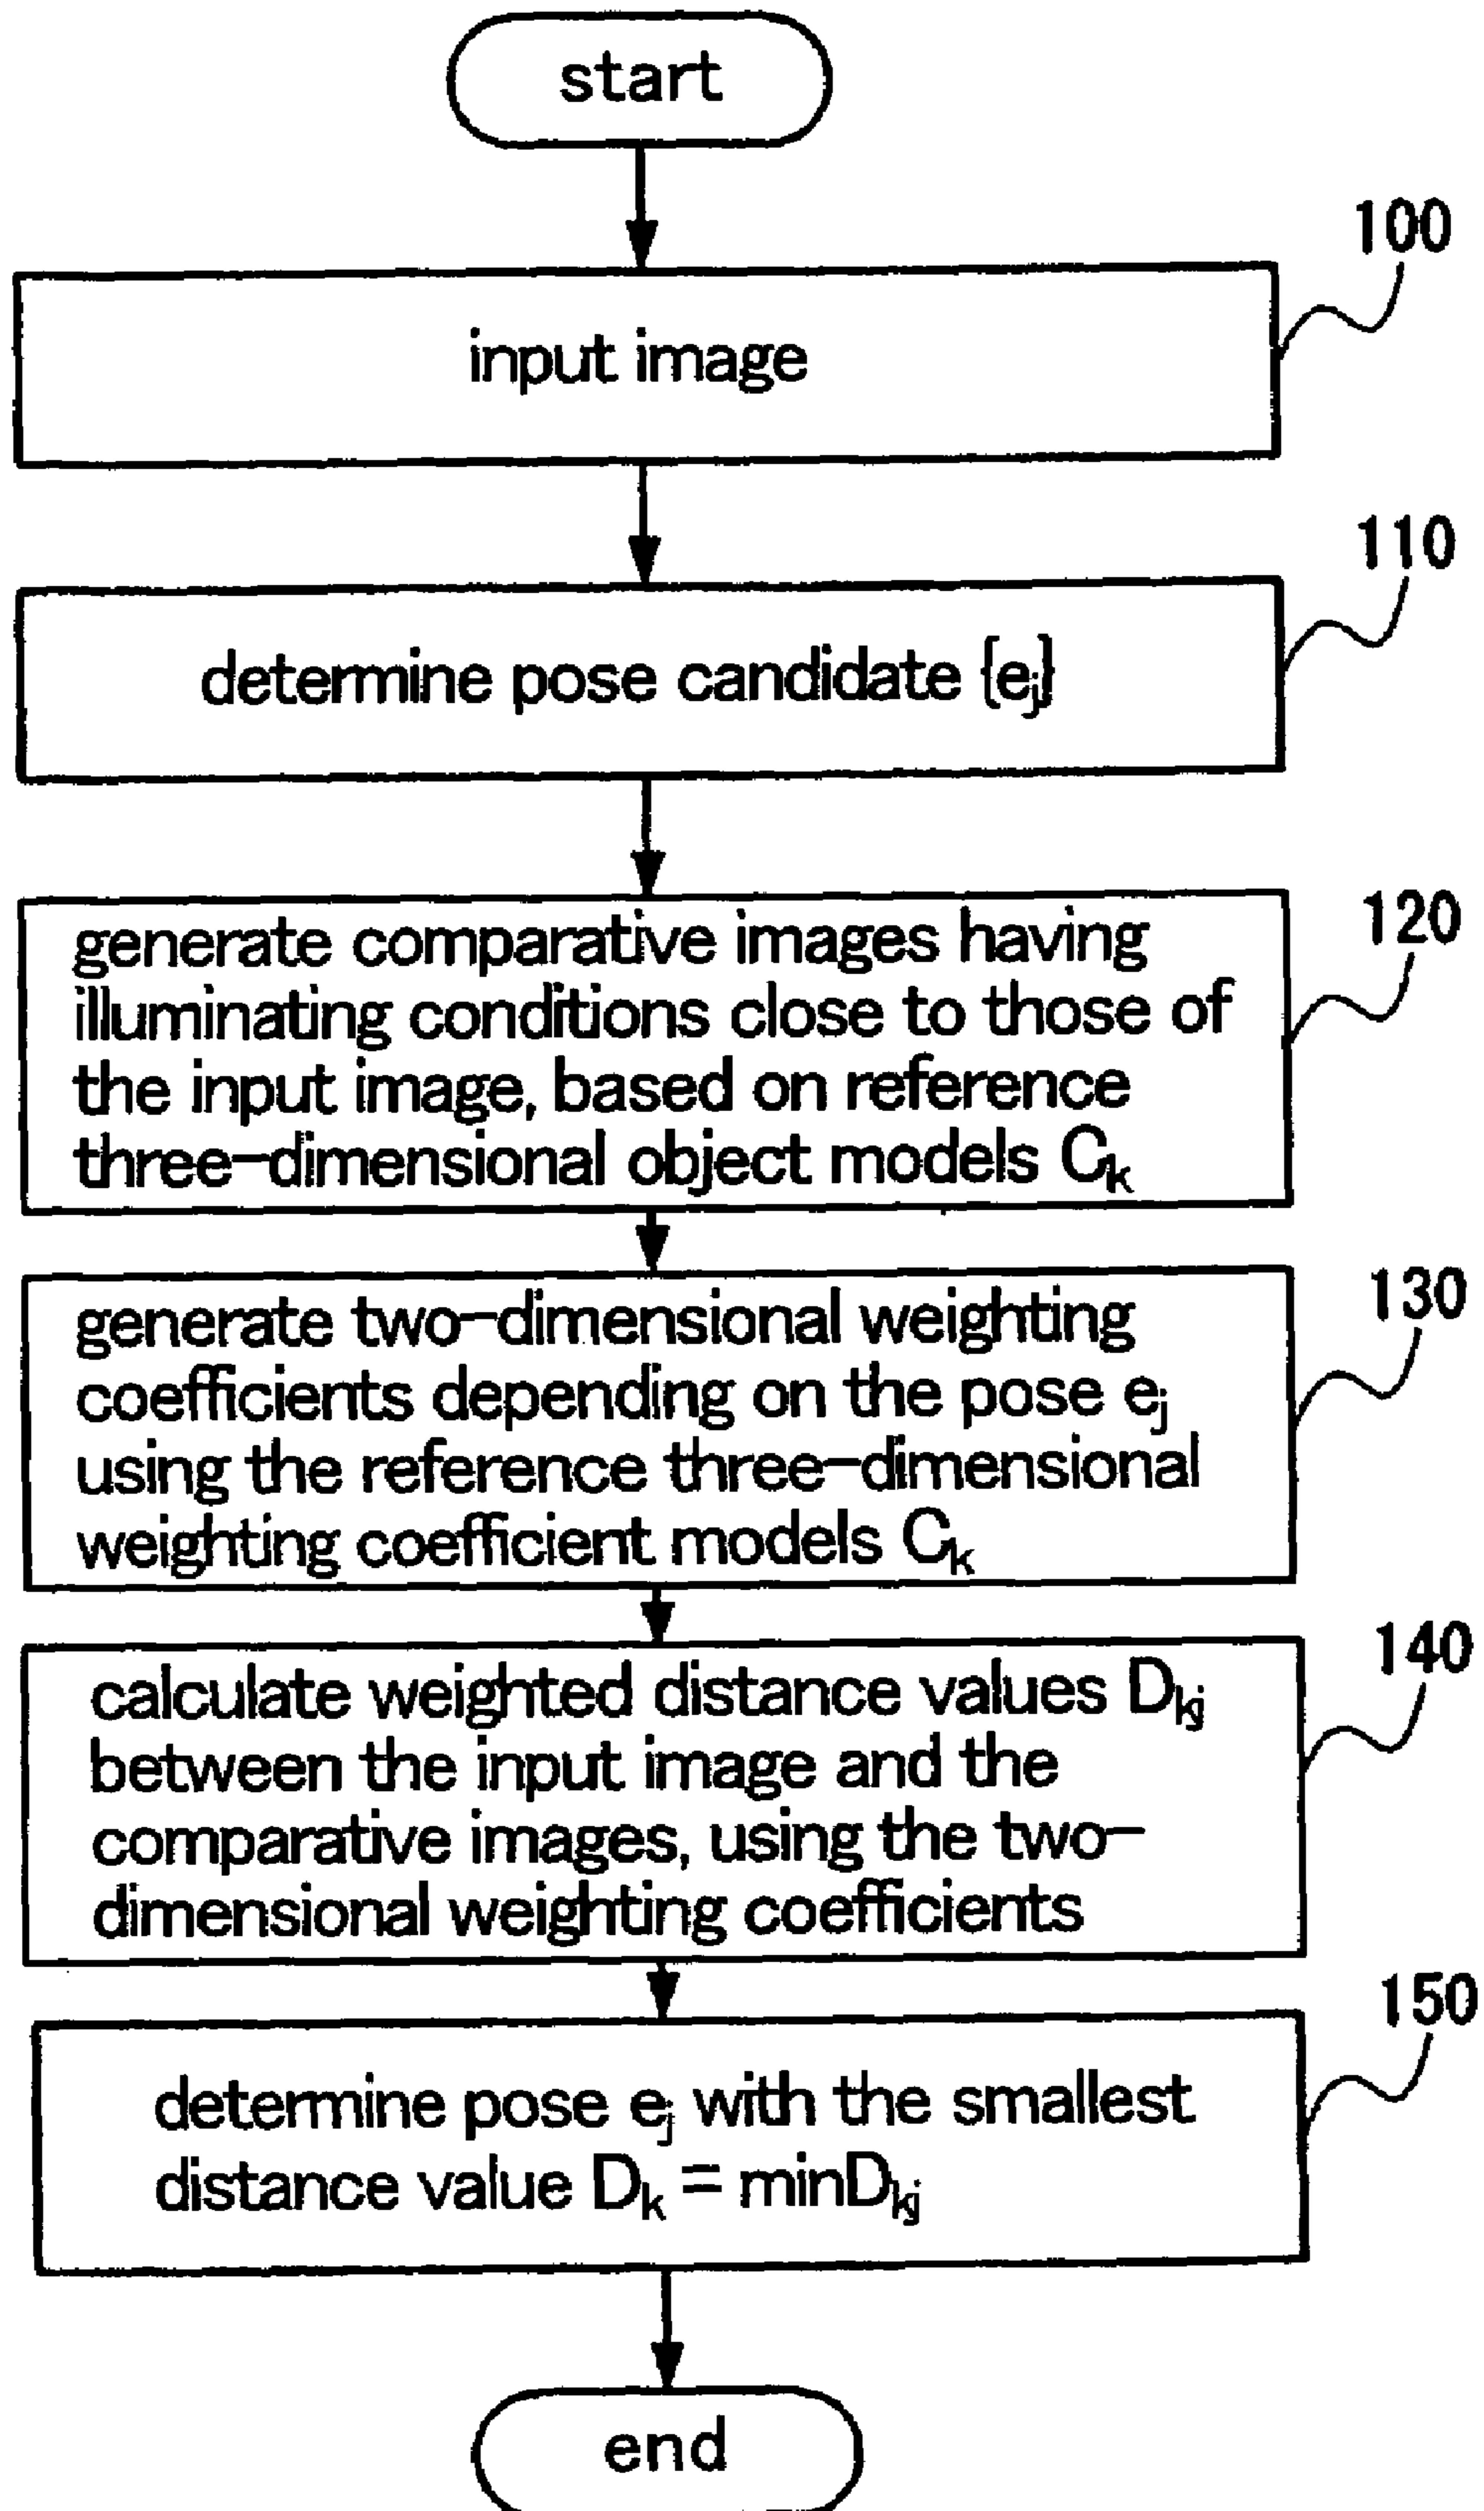 start
100
input image
110
determine pose candidate {eⱼ}
120
generate comparative images having
illuminating conditions close to those of
the input image, based on reference
three-dimensional object models Cₖ
130
generate two-dimensional weighting
coefficients depending on the pose eⱼ
using the reference three-dimensional
weighting coefficient models Cₖ
140
calculate weighted distance values Dₖⱼ
between the input image and the
comparative images, using the two-
dimensional weighting coefficients
150
determine pose eⱼ with the smallest
distance value Dₖ = minDₖⱼ
end